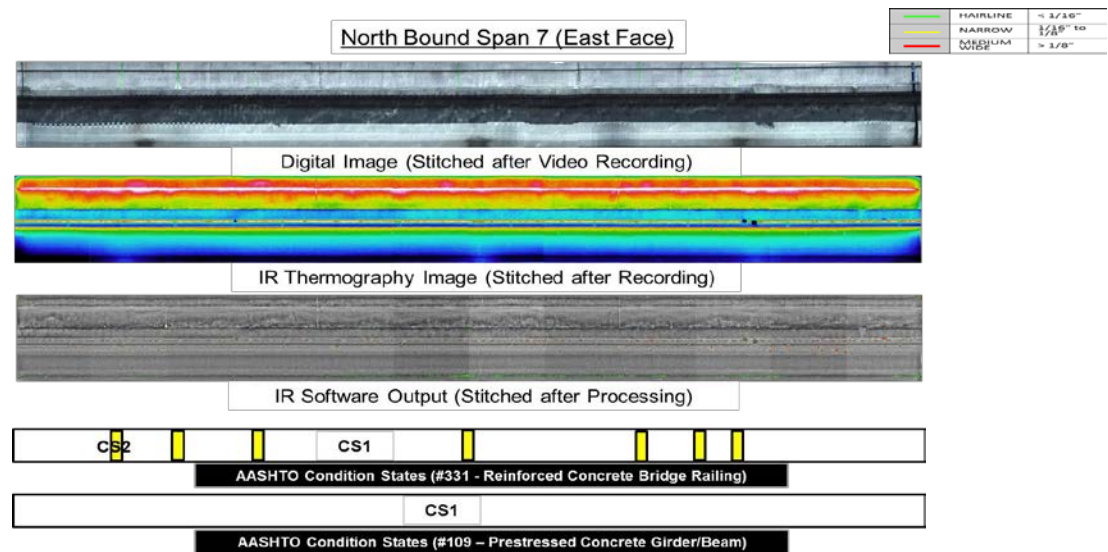 North Bound Span 7 (East Face)
HAIRLINE < 1/16"
NARROW 1/16" to 1/8"
MEDIUM WIDE > 1/8"
Digital Image (Stitched after Video Recording)
IR Thermography Image (Stitched after Recording)
IR Software Output (Stitched after Processing)
CS2 CS1
AASHTO Condition States (#331 - Reinforced Concrete Bridge Railing)
CS1
AASHTO Condition States (#109 – Prestressed Concrete Girder/Beam)